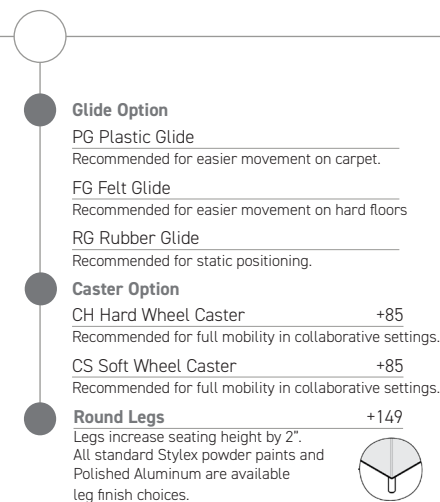 Glide Option
PG Plastic Glide
Recommended for easier movement on carpet.
FG Felt Glide
Recommended for easier movement on hard floors
RG Rubber Glide
Recommended for static positioning.
Caster Option
CH Hard Wheel Caster +85
Recommended for full mobility in collaborative settings.
CS Soft Wheel Caster +85
Recommended for full mobility in collaborative settings.
Round Legs +149
Legs increase seating height by 2".
All standard Stylex powder paints and
Polished Aluminum are available
leg finish choices.